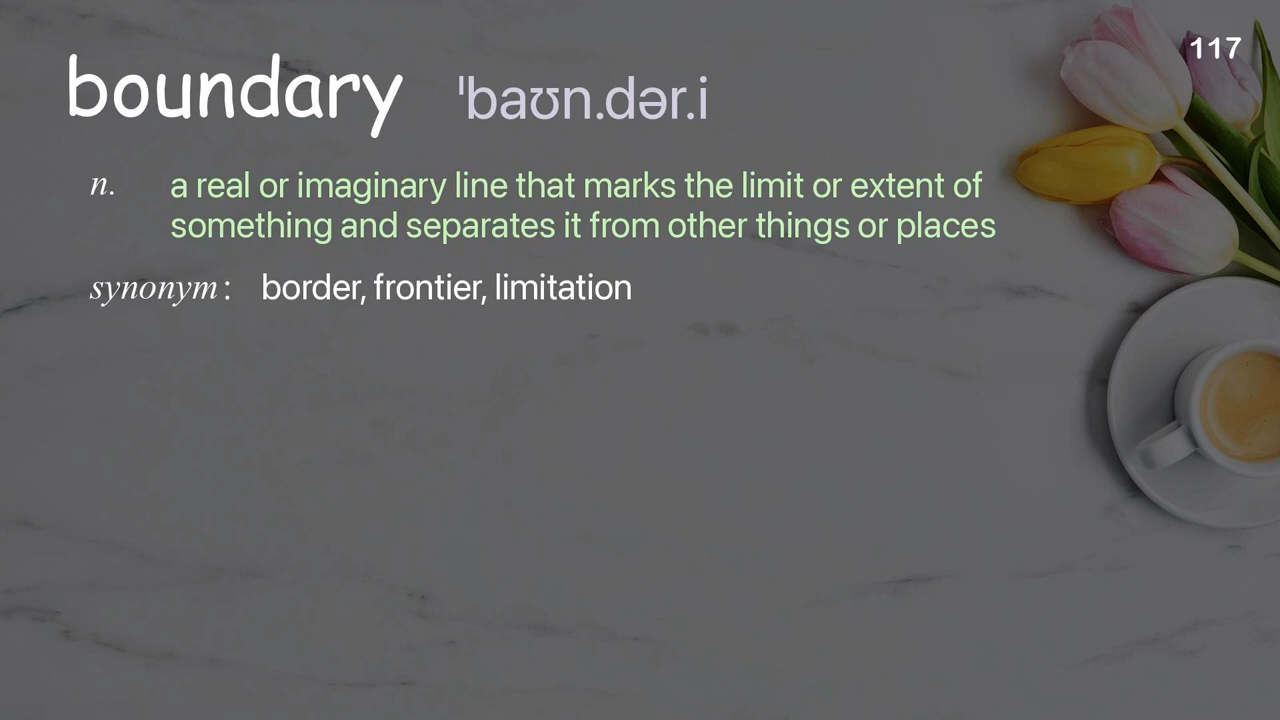 117
boundary ˈbaʊn.dər.i
n. a real or imaginary line that marks the limit or extent of
something and separates it from other things or places
synonym: border, frontier, limitation